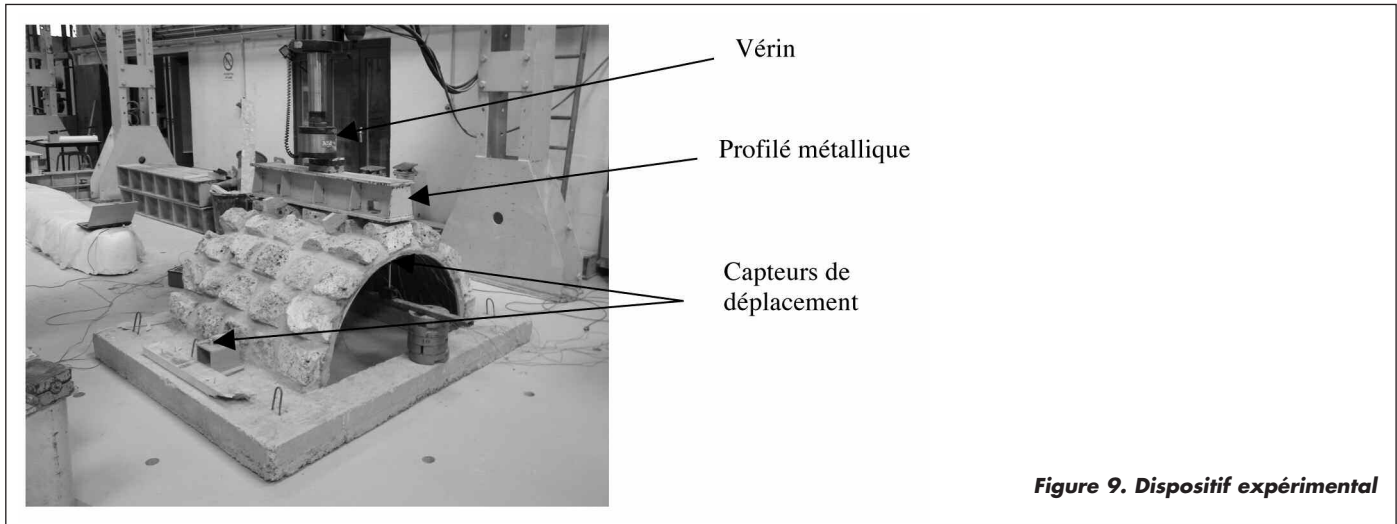 Vérin
Profilé métallique
Capteurs de
déplacement
Figure 9. Dispositif expérimental